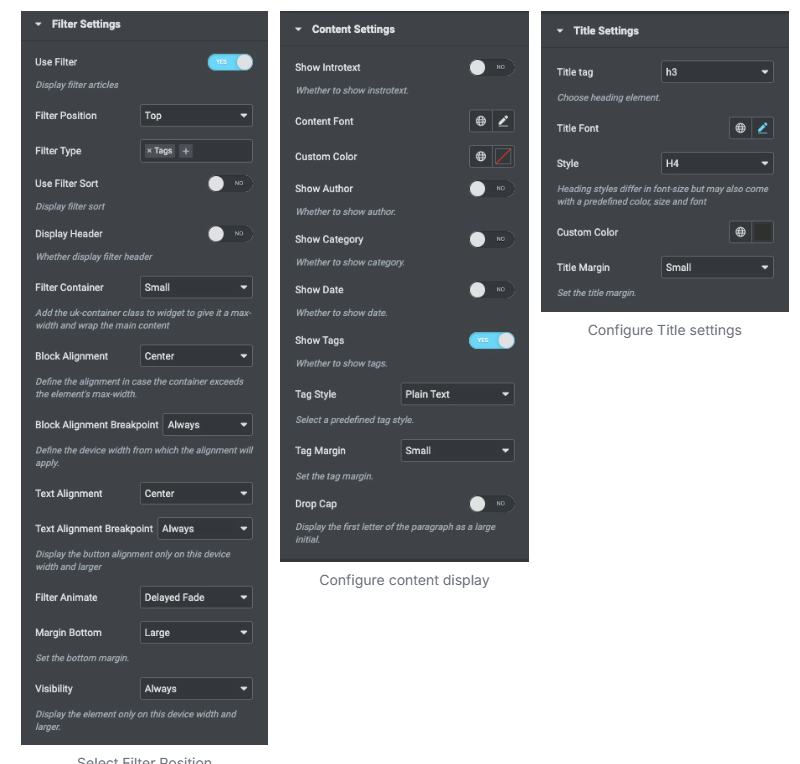 Filter Settings
Use Filter YES
Display filter articles
Filter Position Top
Filter Type × Tags +
Use Filter Sort NO
Display filter sort
Display Header NO
Whether display filter header
Filter Container Small
Add the uk-container class to widget to give it a max-
width and wrap the main content
Block Alignment Center
Define the alignment in case the container exceeds
the element's max-width.
Block Alignment Breakpoint Always
Define the device width from which the alignment will
apply.
Text Alignment Center
Text Alignment Breakpoint Always
Display the button alignment only on this device
width and larger
Filter Animate Delayed Fade
Margin Bottom Large
Set the bottom margin.
Visibility Always
Display the element only on this device width and
larger.
Select Filter Position
Content Settings
Show Introtext NO
Whether to show instrotext.
Content Font
Custom Color
Show Author NO
Whether to show author.
Show Category NO
Whether to show category.
Show Date NO
Whether to show date.
Show Tags YES
Whether to show tags.
Tag Style Plain Text
Select a predefined tag style.
Tag Margin Small
Set the tag margin.
Drop Cap NO
Display the first letter of the paragraph as a large
initial.
Configure content display
Title Settings
Title tag h3
Choose heading element.
Title Font
Style H4
Heading styles differ in font-size but may also come
with a predefined color, size and font
Custom Color
Title Margin Small
Set the title margin.
Configure Title settings